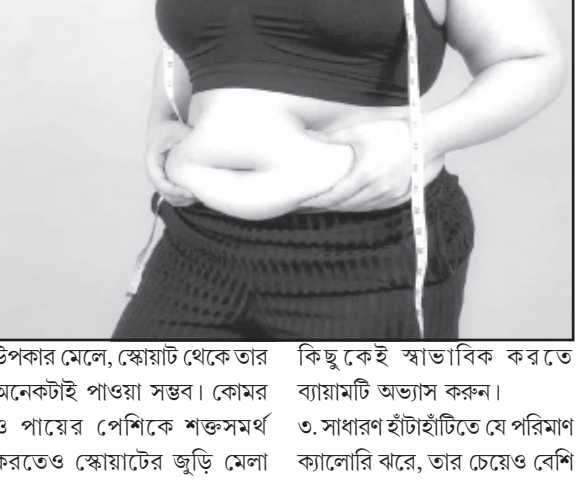 উপকার মেলে, স্কোয়াট থেকে তার
অনেকটাই পাওয়া সম্ভব। কোমর
ও পায়ের পেশিকে শক্তসমর্থ
করতেও স্কোয়াটের জুড়ি মেলা
কিছুকেই স্বাভাবিক করতে
ব্যায়ামটি অভ্যাস করুন।
৩. সাধারণ হাঁটাহাঁটিতে যে পরিমাণ
ক্যালোরি ঝরে, তার চেয়েও বেশি